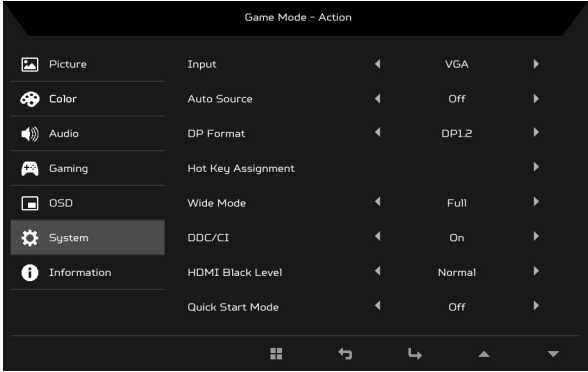 Game Mode - Action
Picture
Input VGA
Color
Auto Source Off
Audio
DP Format DP1.2
Gaming
Hot Key Assignment
OSD
Wide Mode Full
System
DDC/CI On
Information
HDMI Black Level Normal
Quick Start Mode Off